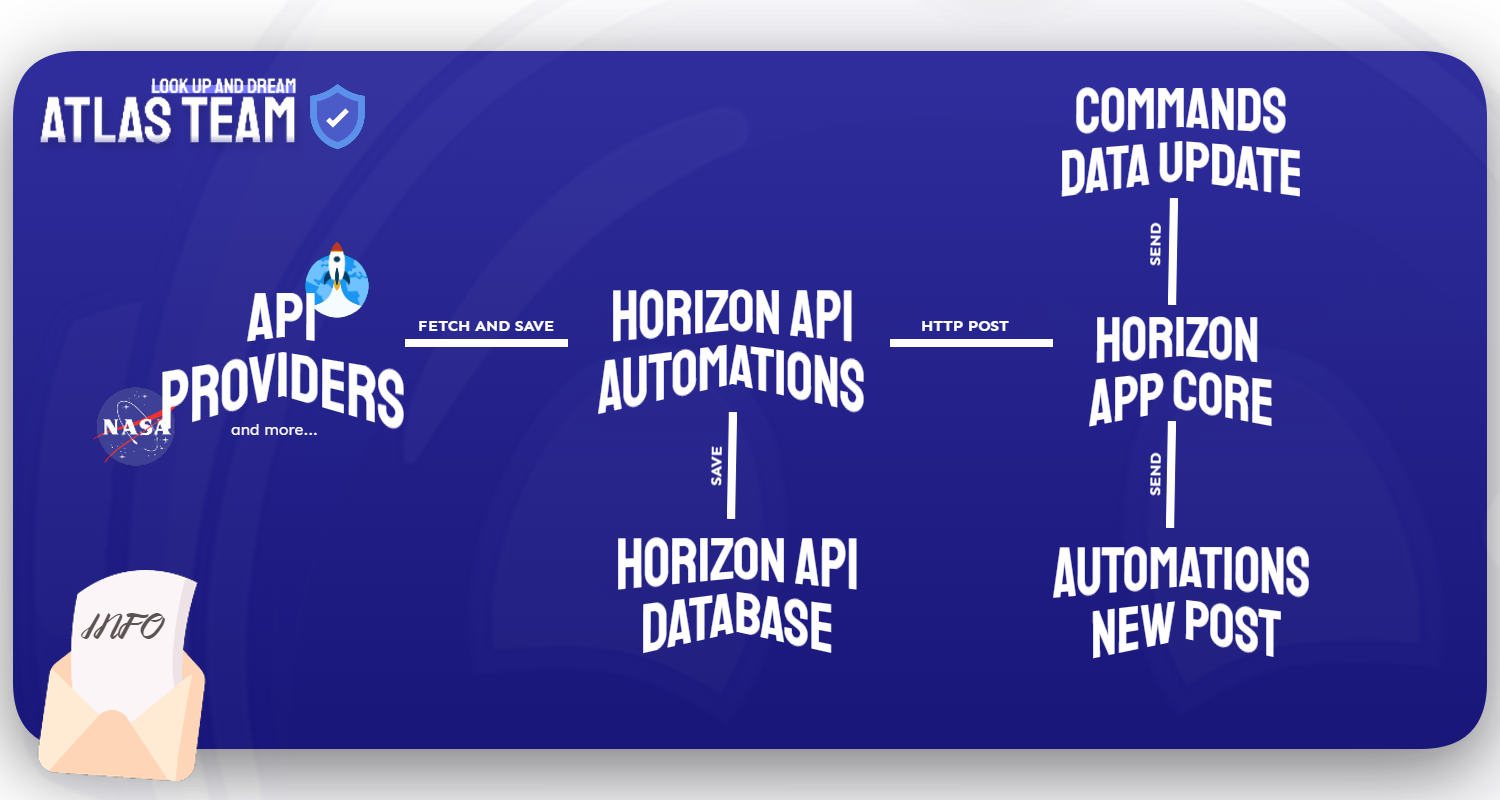 LOOK UP AND DREAM
ATLAS TEAM
API
PROVIDERS
NASA
and more...
FETCH AND SAVE
HORIZON API
AUTOMATIONS
SAVE
HORIZON API
DATABASE
HTTP POST
COMMANDS
DATA UPDATE
SEND
HORIZON
APP CORE
SEND
AUTOMATIONS
NEW POST
INFO